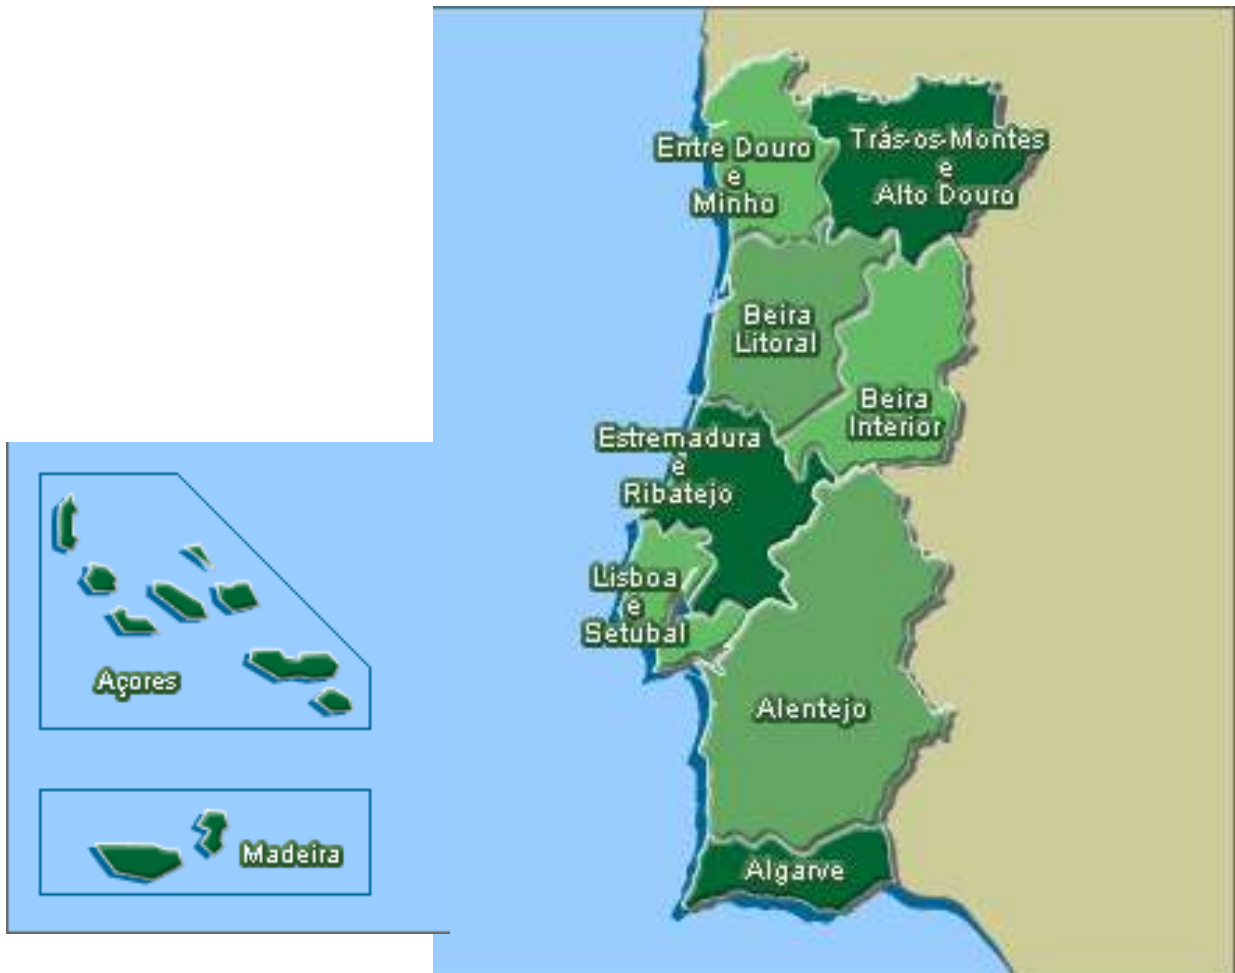 Entre Douro
e
Minho
Trás-os-Montes
e
Alto Douro
Beira
Litoral
Beira
Interior
Estremadura
e
Ribatejo
Lisboa
e
Setubal
Açores
Alentejo
Madeira
Algarve